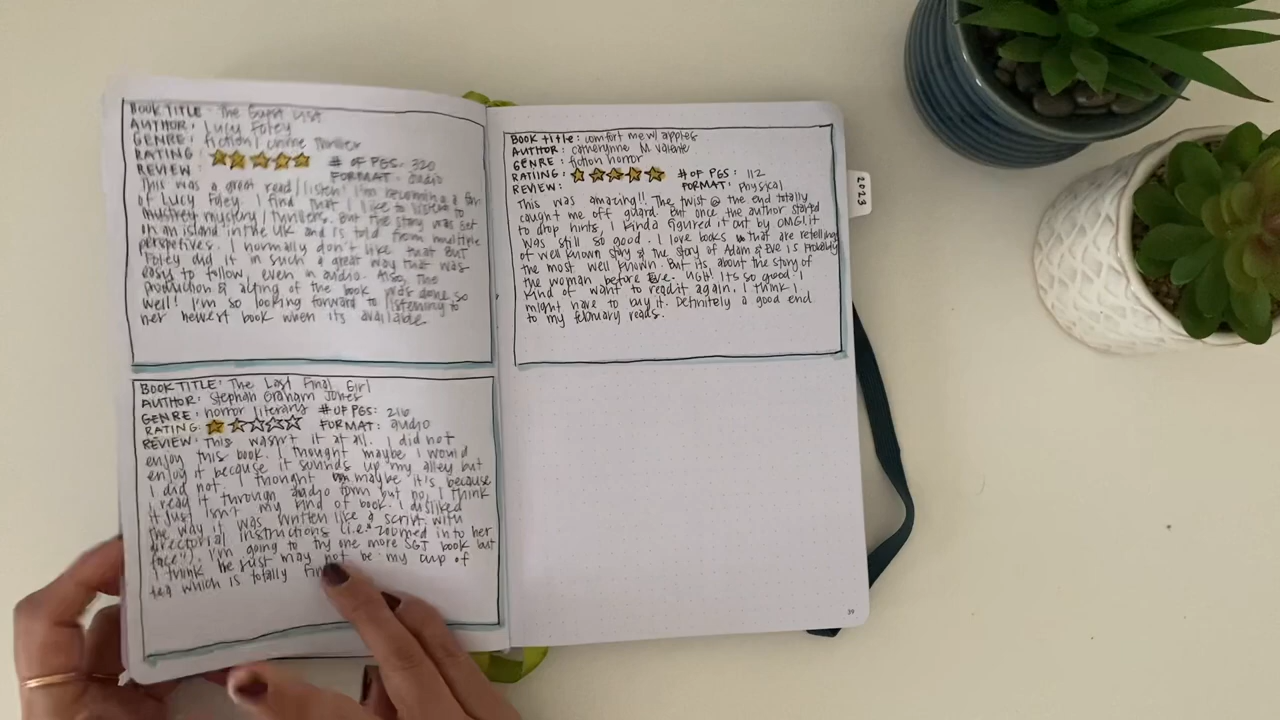 BOOK TITLE: The Guest List
AUTHOR: Lucy Foley
GENRE: fiction / crime Thriller
RATING: # OF PGS: 320
REVIEW: FORMAT: audio
This was a great read / listen! I'm becoming a fan
of Lucy Foley. I find that I like to listen to
mystery / thrillers. But the story was set
in an island in the UK and is told from multiple
perspectives. I normally don't like that BUT
Foley did it in such a great way that was
easy to follow, even in audio. Also, the
production & acting of the book was done so
well! I'm so looking forward to listening to
her newest book when its available
BOOK TITLE: The Last Final Girl
AUTHOR: Stephan Graham Jones
GENRE: horror literary # OF PGS: 216
RATING: FORMAT: audio
REVIEW: This wasn't it at all. I did not
enjoy this book. I thought maybe I would
enjoy it because it sounds up my alley but
I did not. I thought maybe it's because
I read it through audio form but no, I think
it just isn't my kind of book. I disliked
the way it was written like a script with
directorial instructions (i.e. "zoomed in to her
face"). I'm going to try one more SGJ book but
I think he just may not be my cup of
tea which is totally
BOOK TITLE: comfort me w/ apples
AUTHOR: Catherynne M Valente
GENRE: fiction horror
RATIING: # OF PGS: 112
REVIEW: FORMAT: Physical
This was amazing!! The twist @ the end totally
caught me off guard. But once the author started
to drop hints, I kinda figured it out by OMG! it
was still so good. I love books that are retellings
of well known story & the story of Adam & Eve is probably
the most well known. But its about the story of
the woman before Eve. Ugh! Its so good. I
kind of want to read it again. I think I
might have to buy it. Definitely a good end
to my february reads.
2023
39